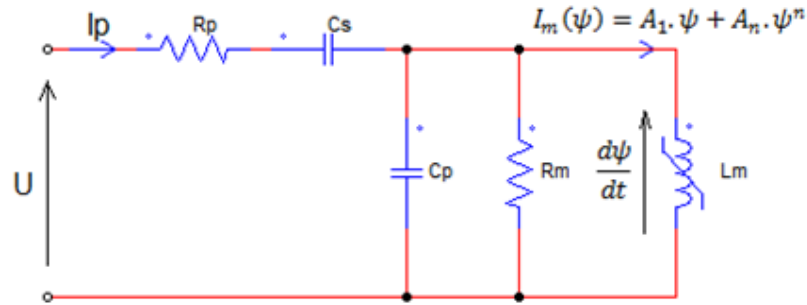 Ip
Rp
Cs
I_m(ψ) = A_1.ψ + A_n.ψ^n
U
Cp
Rm
dψ/dt
Lm